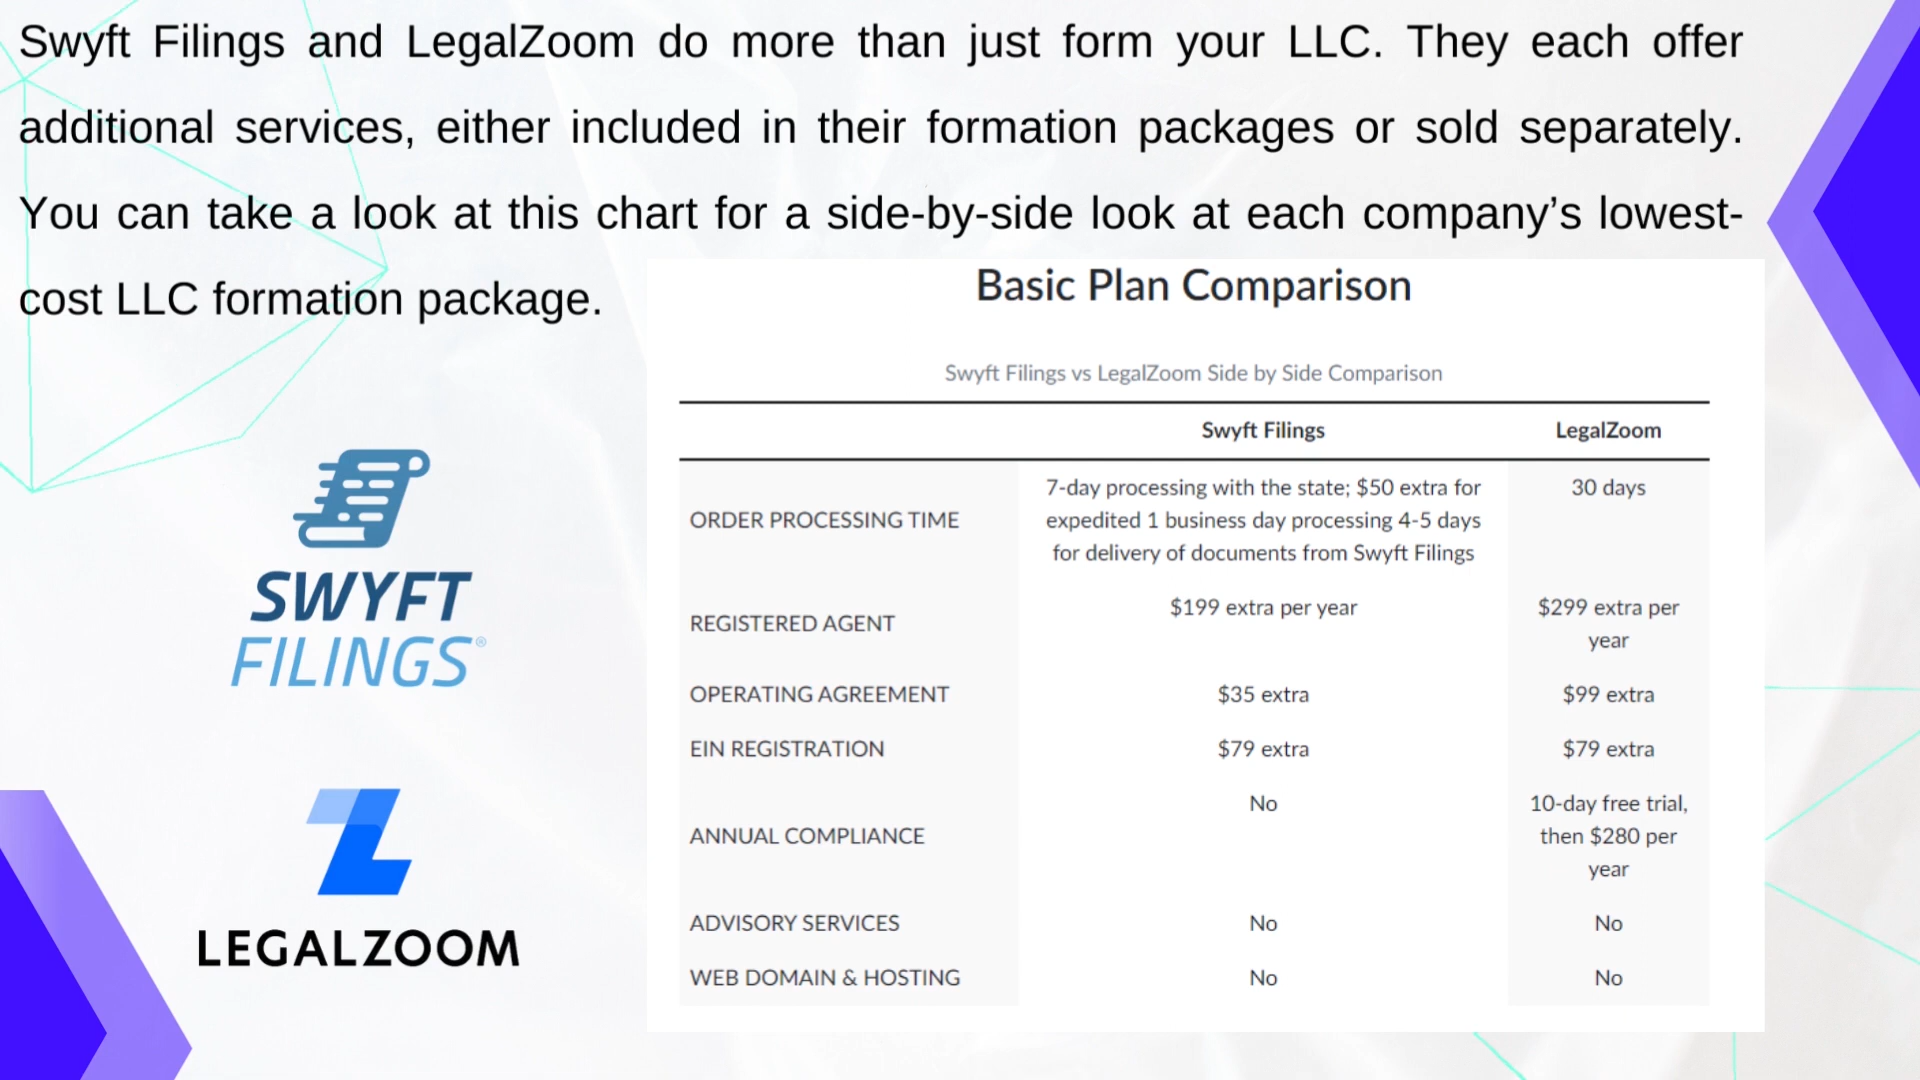 Swyft Filings and LegalZoom do more than just form your LLC. They each offer
additional services, either included in their formation packages or sold separately.
You can take a look at this chart for a side-by-side look at each company’s lowest-
cost LLC formation package.
Basic Plan Comparison
Swyft Filings vs LegalZoom Side by Side Comparison
Swyft Filings LegalZoom
ORDER PROCESSING TIME
7-day processing with the state; $50 extra for
expedited 1 business day processing 4-5 days
for delivery of documents from Swyft Filings
30 days
REGISTERED AGENT
$199 extra per year
$299 extra per
year
OPERATING AGREEMENT $35 extra $99 extra
EIN REGISTRATION $79 extra $79 extra
ANNUAL COMPLIANCE
No
10-day free trial,
then $280 per
year
ADVISORY SERVICES No No
WEB DOMAIN & HOSTING No No
SWYFT
FILINGS®
LEGALZOOM